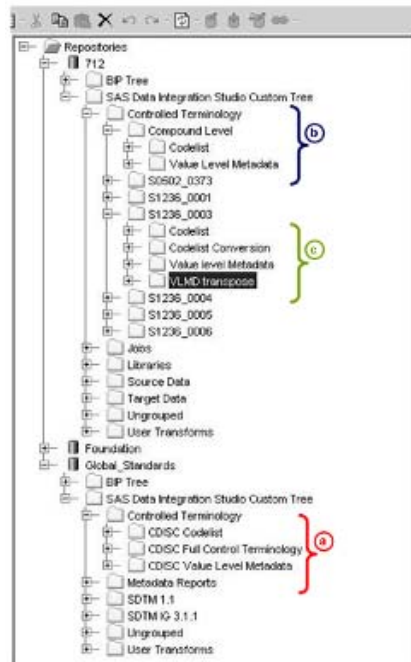 Repositories
712
BIP Tree
SAS Data Integration Studio Custom Tree
Controlled Terminology
Compound Level
b
Codelist
Value Level Metadata
S0502_0373
S1236_0001
S1236_0003
Codelist
c
Codelist Conversion
Value level Metadata
VLMD transpose
S1236_0004
S1236_0005
S1236_0006
Jobs
Libraries
Source Data
Target Data
Ungrouped
User Transforms
Foundation
Global_Standards
BIP Tree
SAS Data Integration Studio Custom Tree
Controlled Terminology
CDISC Codelist
a
CDISC Full Control Terminology
CDISC Value Level Metadata
Metadata Reports
SDTM 1.1
SDTM IG 3.1.1
Ungrouped
User Transforms